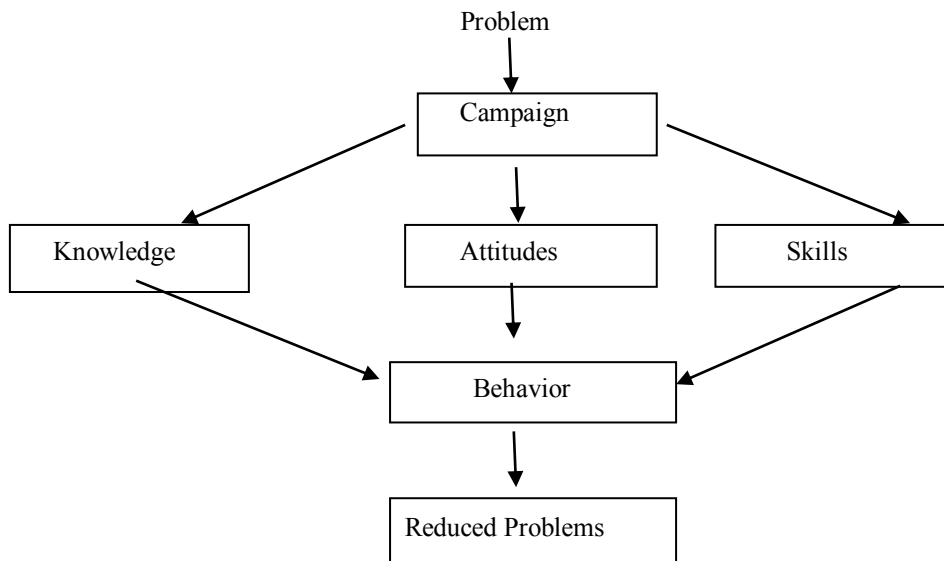 Problem
Campaign
Knowledge
Attitudes
Skills
Behavior
Reduced Problems